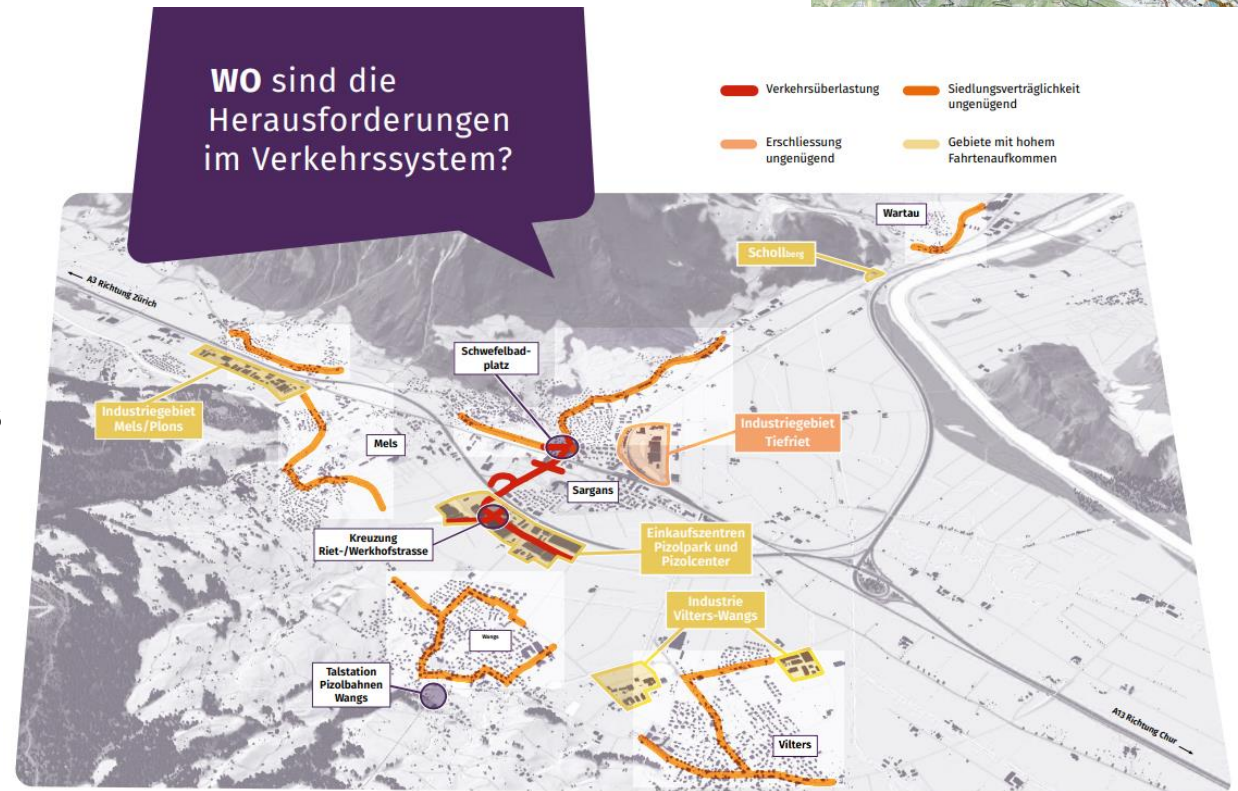 WO sind die
Herausforderungen
im Verkehrssystem?
Verkehrsüberlastung
Siedlungsverträglichkeit
ungenügend
Erschliessung
ungenügend
Gebiete mit hohem
Fahrtenaufkommen
Wartau
Schollberg
← A3 Richtung Zürich
Schwefelbad-
platz
Industriegebiet
Mels/Plons
Industriegebiet
Tiefriet
Mels
Sargans
Kreuzung
Riet-/Werkhofstrasse
Einkaufszentren
Pizolpark und
Pizolcenter
Industrie
Vilters-Wangs
Wangs
Talstation
Pizolbahnen
Wangs
A13 Richtung Chur →
Vilters